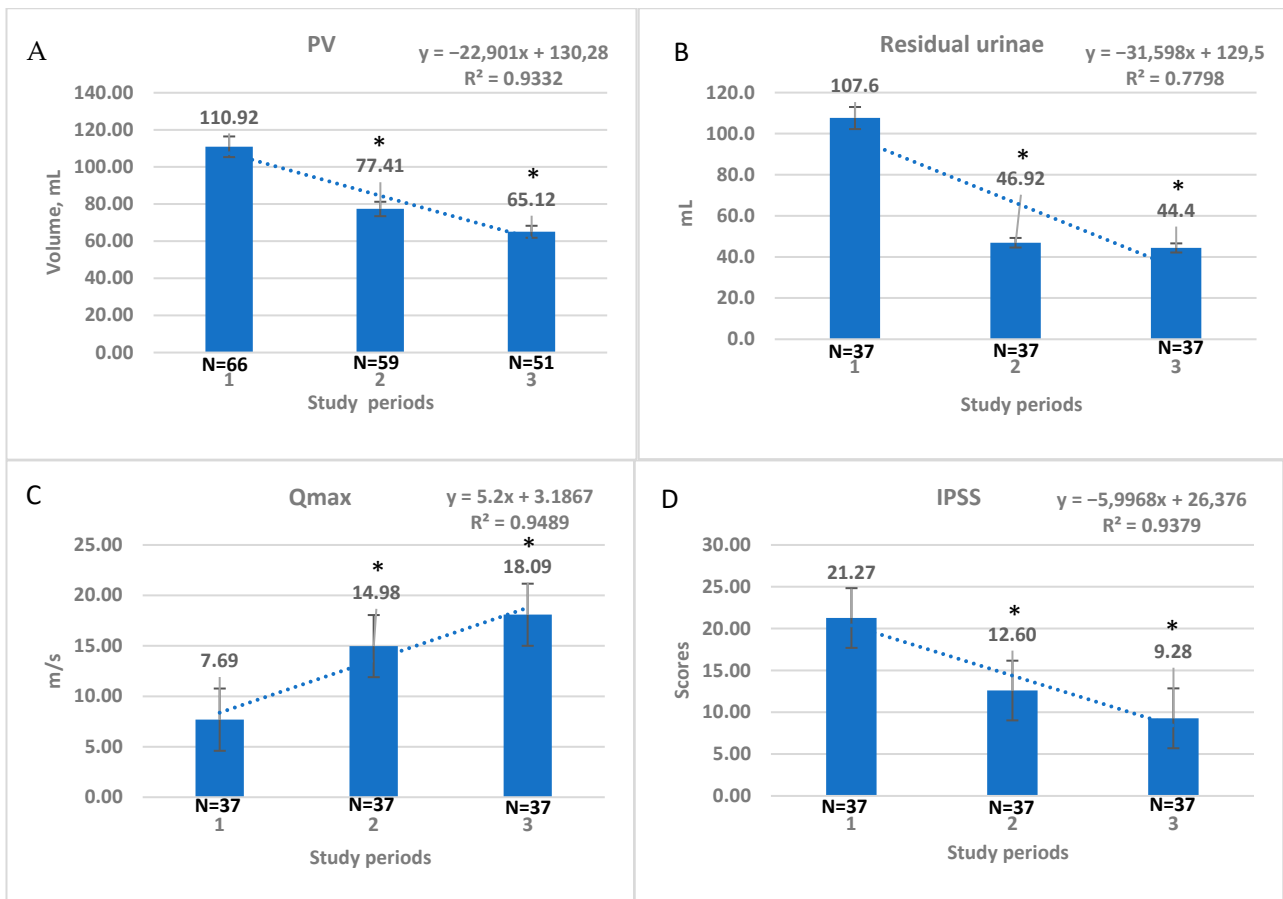 A
PV
y = −22,901x + 130,28
R² = 0.9332
Volume, mL
140.00
120.00
100.00
80.00
60.00
40.00
20.00
0.00
110.92
*
77.41
*
65.12
N=66
N=59
N=51
1
2
3
Study periods
B
Residual urinae
y = −31,598x + 129,5
R² = 0.7798
mL
120.0
100.0
80.0
60.0
40.0
20.0
0.0
107.6
*
46.92
*
44.4
N=37
N=37
N=37
1
2
3
Study periods
C
Qmax
y = 5.2x + 3.1867
R² = 0.9489
m/s
25.00
20.00
15.00
10.00
5.00
0.00
7.69
*
14.98
*
18.09
N=37
N=37
N=37
1
2
3
Study periods
D
IPSS
y = −5,9968x + 26,376
R² = 0.9379
Scores
30.00
25.00
20.00
15.00
10.00
5.00
0.00
21.27
*
12.60
*
9.28
N=37
N=37
N=37
1
2
3
Study periods